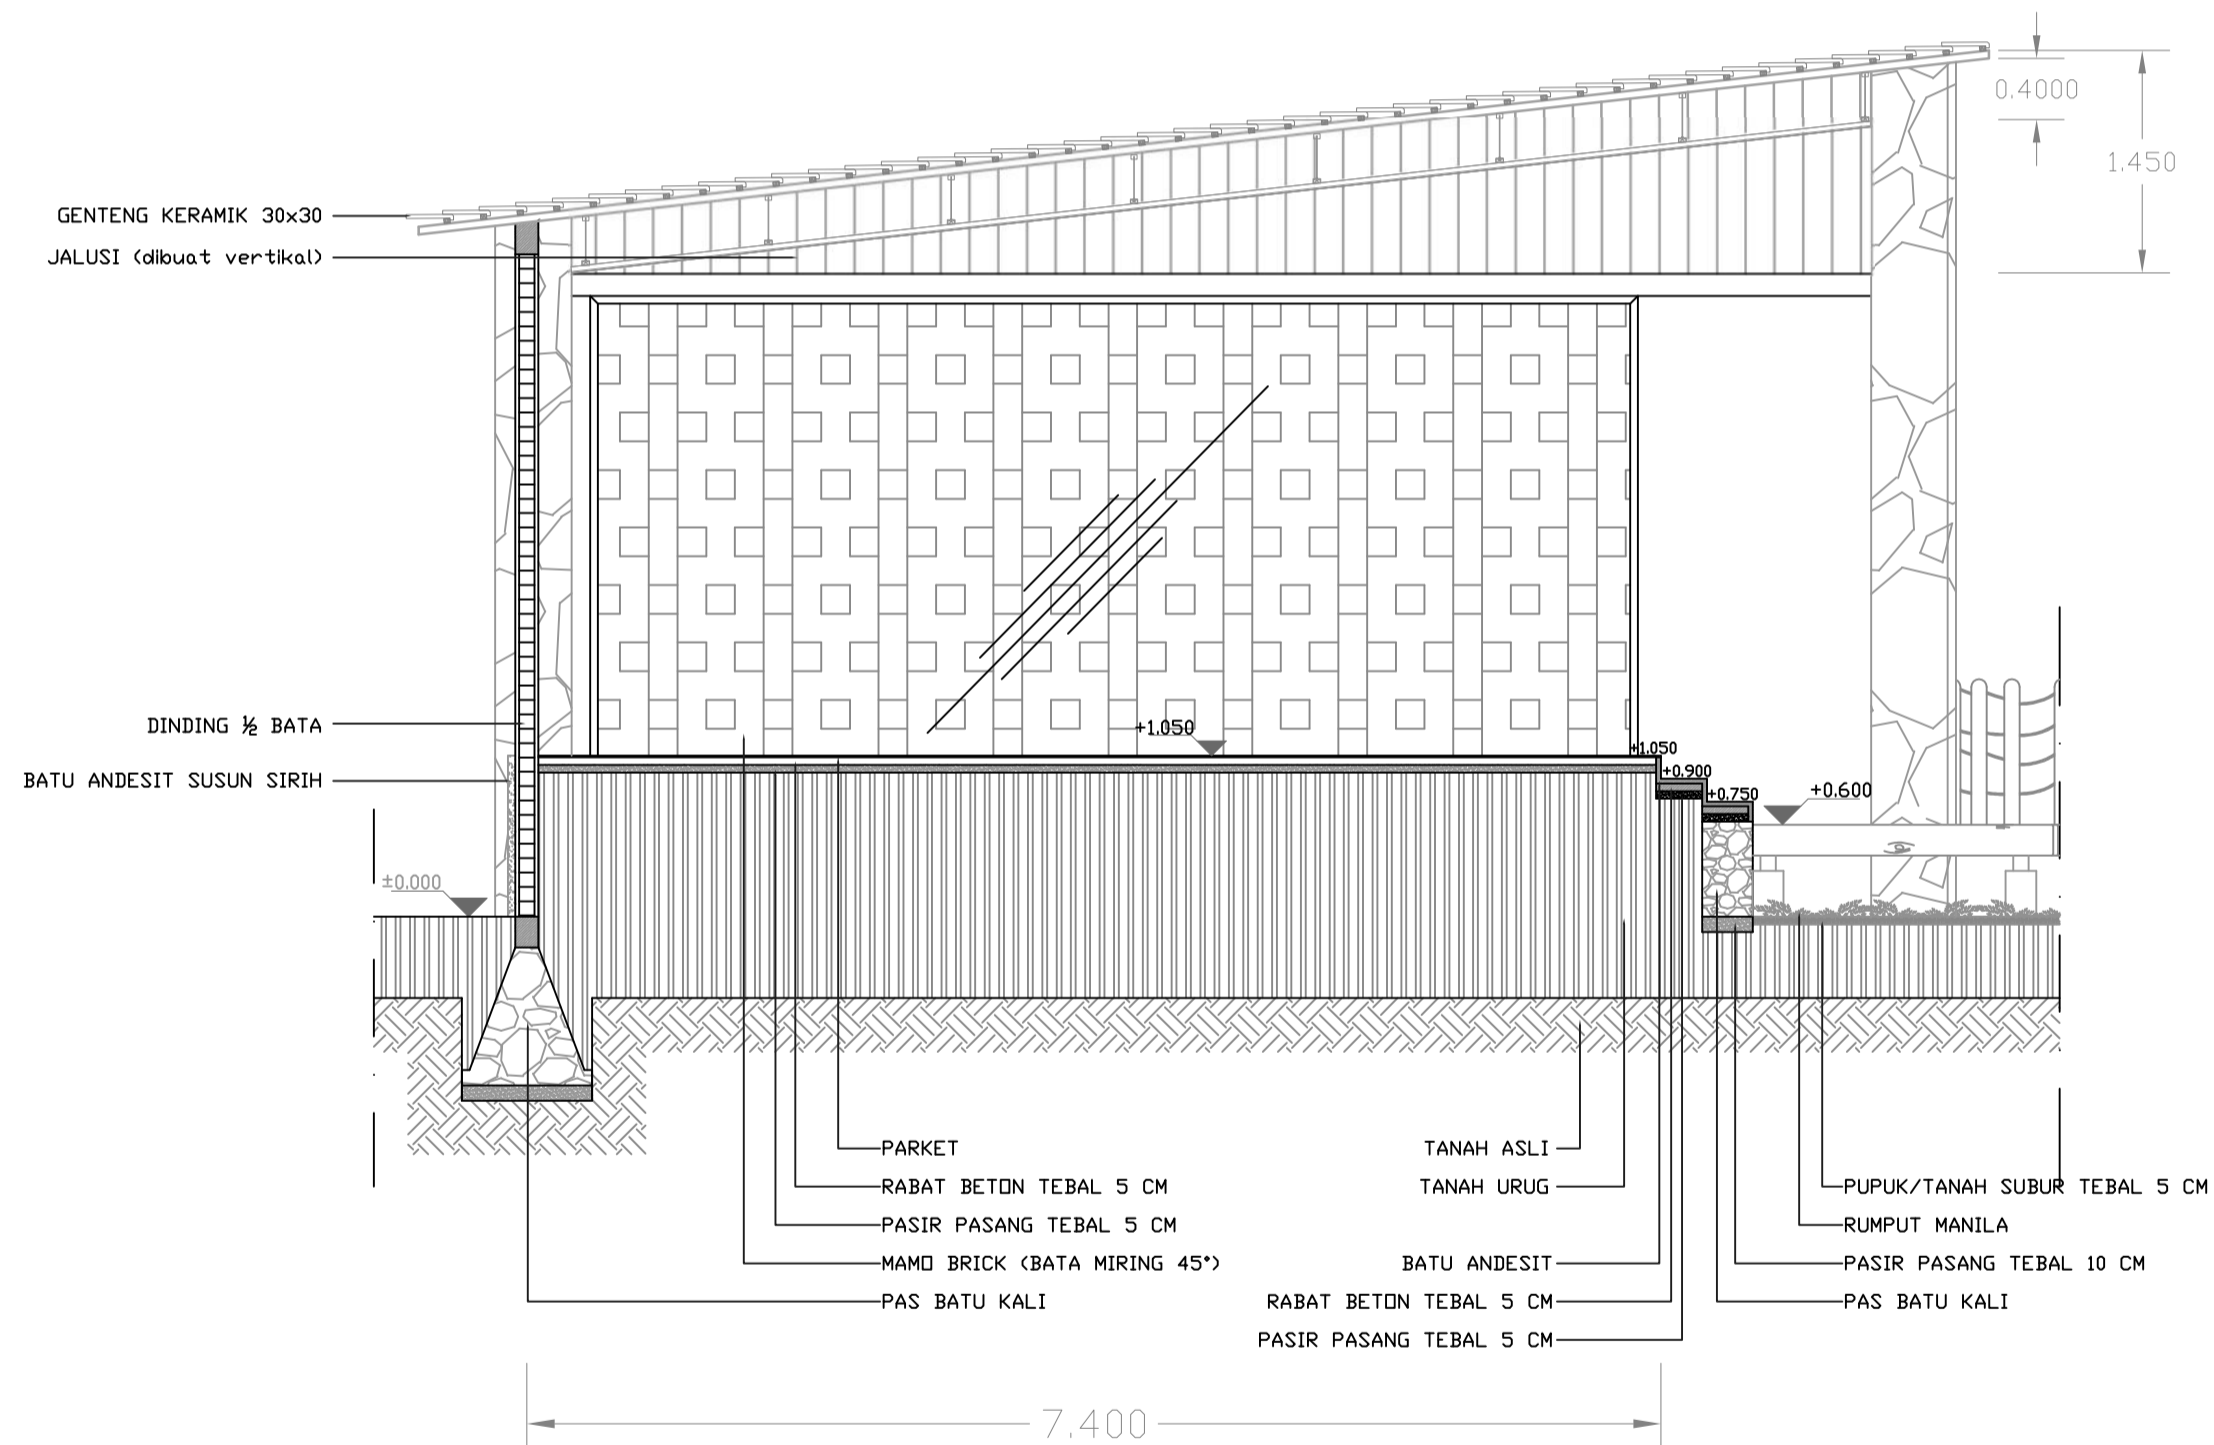 0.4000
1.450
GENTENG KERAMIK 30x30
JALUSI (dibuat vertikal)
DINDING ½ BATA
BATU ANDESIT SUSUN SIRIH
+1.050
+1.050
+0.900
+0.750
+0.600
±0.000
PARKET
RABAT BETON TEBAL 5 CM
PASIR PASANG TEBAL 5 CM
MAMO BRICK (BATA MIRING 45°)
PAS BATU KALI
TANAH ASLI
TANAH URUG
BATU ANDESIT
RABAT BETON TEBAL 5 CM
PASIR PASANG TEBAL 5 CM
PUPUK/TANAH SUBUR TEBAL 5 CM
RUMPUT MANILA
PASIR PASANG TEBAL 10 CM
PAS BATU KALI
7.400